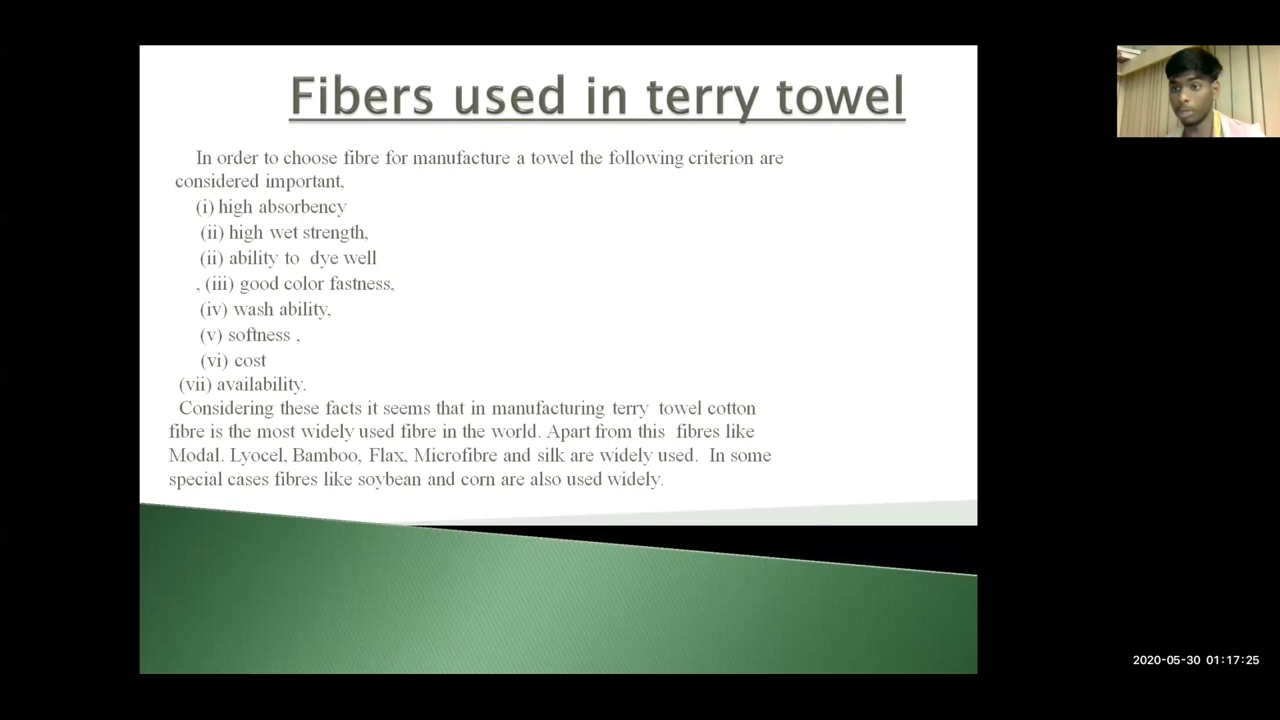 Fibers used in terry towel
In order to choose fibre for manufacture a towel the following criterion are
considered important,
(i) high absorbency
(ii) high wet strength,
(ii) ability to dye well
, (iii) good color fastness,
(iv) wash ability,
(v) softness ,
(vi) cost
(vii) availability.
Considering these facts it seems that in manufacturing terry towel cotton
fibre is the most widely used fibre in the world. Apart from this fibres like
Modal. Lyocel, Bamboo, Flax, Microfibre and silk are widely used. In some
special cases fibres like soybean and corn are also used widely.
2020-05-30 01:17:25